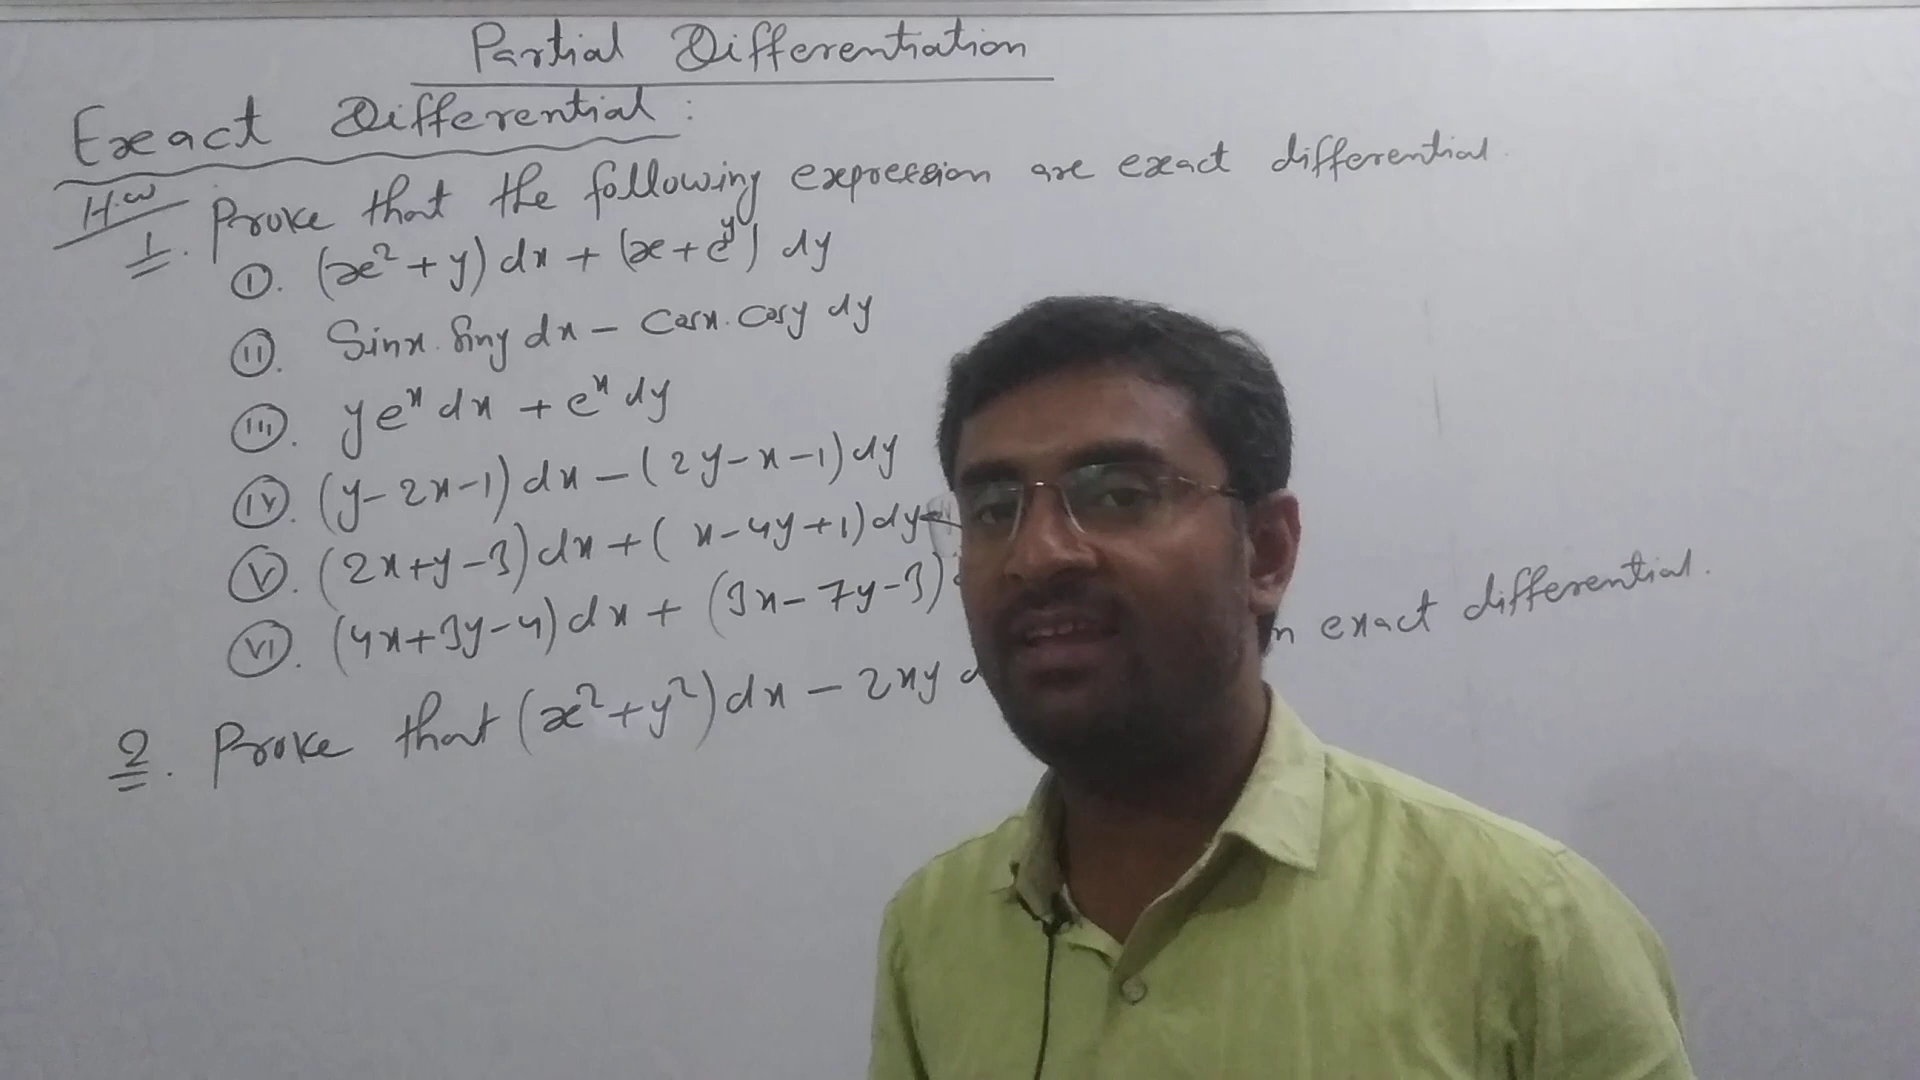 Partial Differentiation
Exact Differential:
H.W
1. Prove that the following expression are exact differential.
(i). (x² + y) dx + (x + e^y) dy
(ii). Sinx. Siny dx – Cosx. Cosy dy
(iii). y e^x dx + e^x dy
(iv). (y – 2x – 1) dx – (2y – x – 1) dy
(v). (2x + y – 3) dx + (x – 4y + 1) dy
(vi). (4x + 3y – 4) dx + (3x – 7y – 3)
2. Prove that (x² + y²) dx – 2xy d n exact differential.